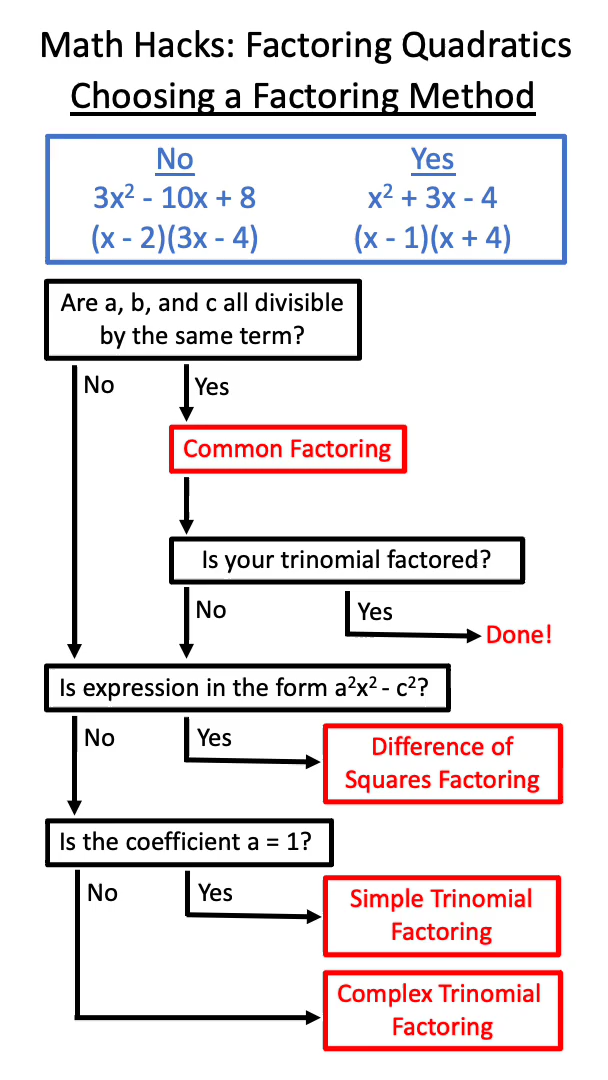 Math Hacks: Factoring Quadratics
Choosing a Factoring Method
No
3x² - 10x + 8
(x - 2)(3x - 4)
Yes
x² + 3x - 4
(x - 1)(x + 4)
Are a, b, and c all divisible
by the same term?
No
Yes
Common Factoring
Is your trinomial factored?
No
Yes
Done!
Is expression in the form a²x² - c²?
No
Yes
Difference of
Squares Factoring
Is the coefficient a = 1?
No
Yes
Simple Trinomial
Factoring
Complex Trinomial
Factoring